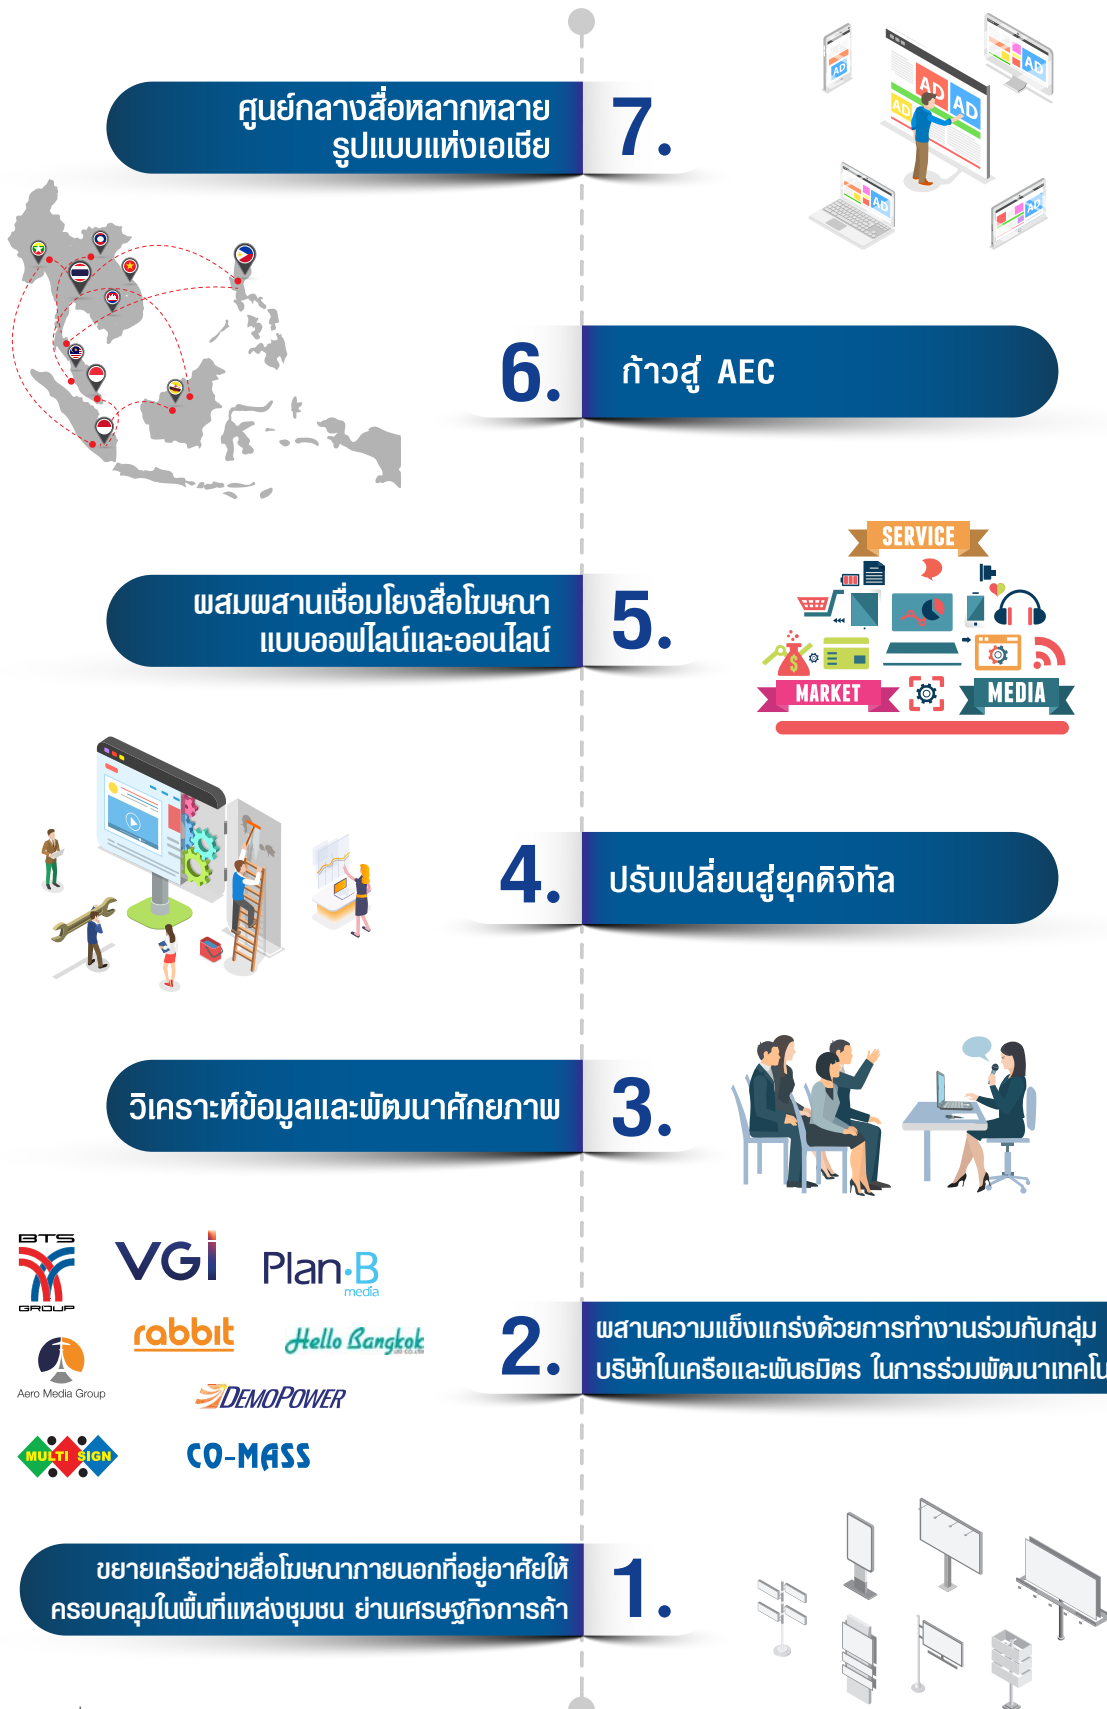 ศูนย์กลางสื่อหลากหลาย
รูปแบบแห่งเอเชีย
7.
AD
AD
AD
AD
AD
AD
AD
6.
ก้าวสู่ AEC
SERVICE
ผสมผสานเชื่อมโยงสื่อโฆษณา
แบบออฟไลน์และออนไลน์
5.
$
MARKET
MEDIA
4.
ปรับเปลี่ยนสู่ยุคดิจิทัล
วิเคราะห์ข้อมูลและพัฒนาศักยภาพ
3.
BTS
GROUP
VGI
Plan B
media
rabbit
Hello Bangkok
Aero Media Group
DEMOPOWER
MULTI SIGN
CO-MASS
2.
ผสานความแข็งแกร่งด้วยการทำงานร่วมกับกลุ่ม
บริษัทในเครือและพันธมิตร ในการร่วมพัฒนาเทคโน
ขยายเครือข่ายสื่อโฆษณาภายนอกที่อยู่อาศัยให้
ครอบคลุมในพื้นที่แหล่งชุมชน ย่านเศรษฐกิจการค้า
1.